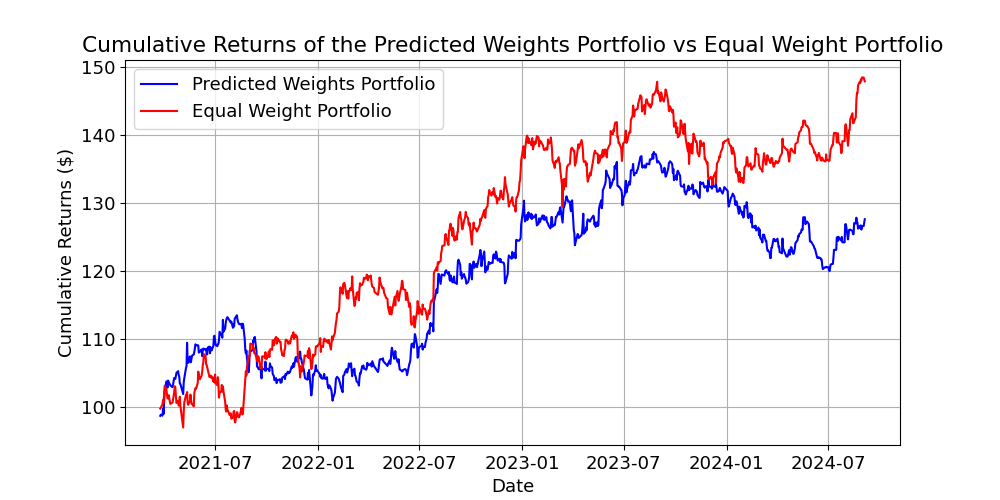 Cumulative Returns of the Predicted Weights Portfolio vs Equal Weight Portfolio
Cumulative Returns ($)
150
140
130
120
110
100
Predicted Weights Portfolio
Equal Weight Portfolio
2021-07 2022-01 2022-07 2023-01 2023-07 2024-01 2024-07
Date